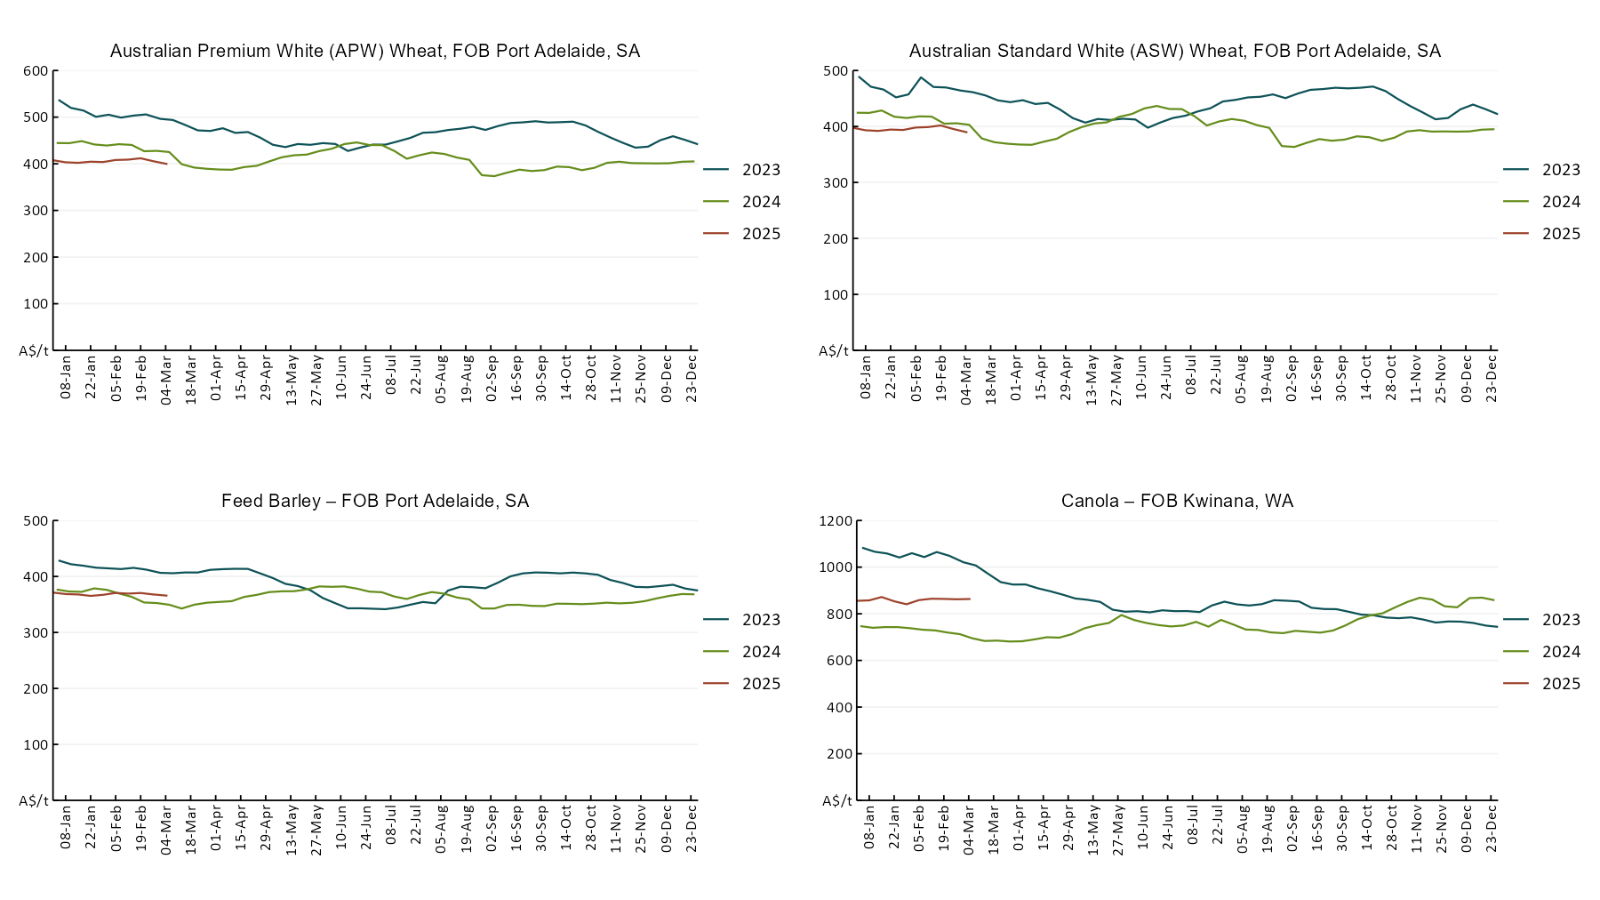 Australian Premium White (APW) Wheat, FOB Port Adelaide, SA
600
500
400
300
200
100
A$/t
08-Jan
22-Jan
05-Feb
19-Feb
04-Mar
18-Mar
01-Apr
15-Apr
29-Apr
13-May
27-May
10-Jun
24-Jun
08-Jul
22-Jul
05-Aug
19-Aug
02-Sep
16-Sep
30-Sep
14-Oct
28-Oct
11-Nov
25-Nov
09-Dec
23-Dec
2023
2024
2025
Australian Standard White (ASW) Wheat, FOB Port Adelaide, SA
500
400
300
200
100
A$/t
08-Jan
22-Jan
05-Feb
19-Feb
04-Mar
18-Mar
01-Apr
15-Apr
29-Apr
13-May
27-May
10-Jun
24-Jun
08-Jul
22-Jul
05-Aug
19-Aug
02-Sep
16-Sep
30-Sep
14-Oct
28-Oct
11-Nov
25-Nov
09-Dec
23-Dec
2023
2024
2025
Feed Barley – FOB Port Adelaide, SA
500
400
300
200
100
A$/t
08-Jan
22-Jan
05-Feb
19-Feb
04-Mar
18-Mar
01-Apr
15-Apr
29-Apr
13-May
27-May
10-Jun
24-Jun
08-Jul
22-Jul
05-Aug
19-Aug
02-Sep
16-Sep
30-Sep
14-Oct
28-Oct
11-Nov
25-Nov
09-Dec
23-Dec
2023
2024
2025
Canola – FOB Kwinana, WA
1200
1000
800
600
400
200
A$/t
08-Jan
22-Jan
05-Feb
19-Feb
04-Mar
18-Mar
01-Apr
15-Apr
29-Apr
13-May
27-May
10-Jun
24-Jun
08-Jul
22-Jul
05-Aug
19-Aug
02-Sep
16-Sep
30-Sep
14-Oct
28-Oct
11-Nov
25-Nov
09-Dec
23-Dec
2023
2024
2025